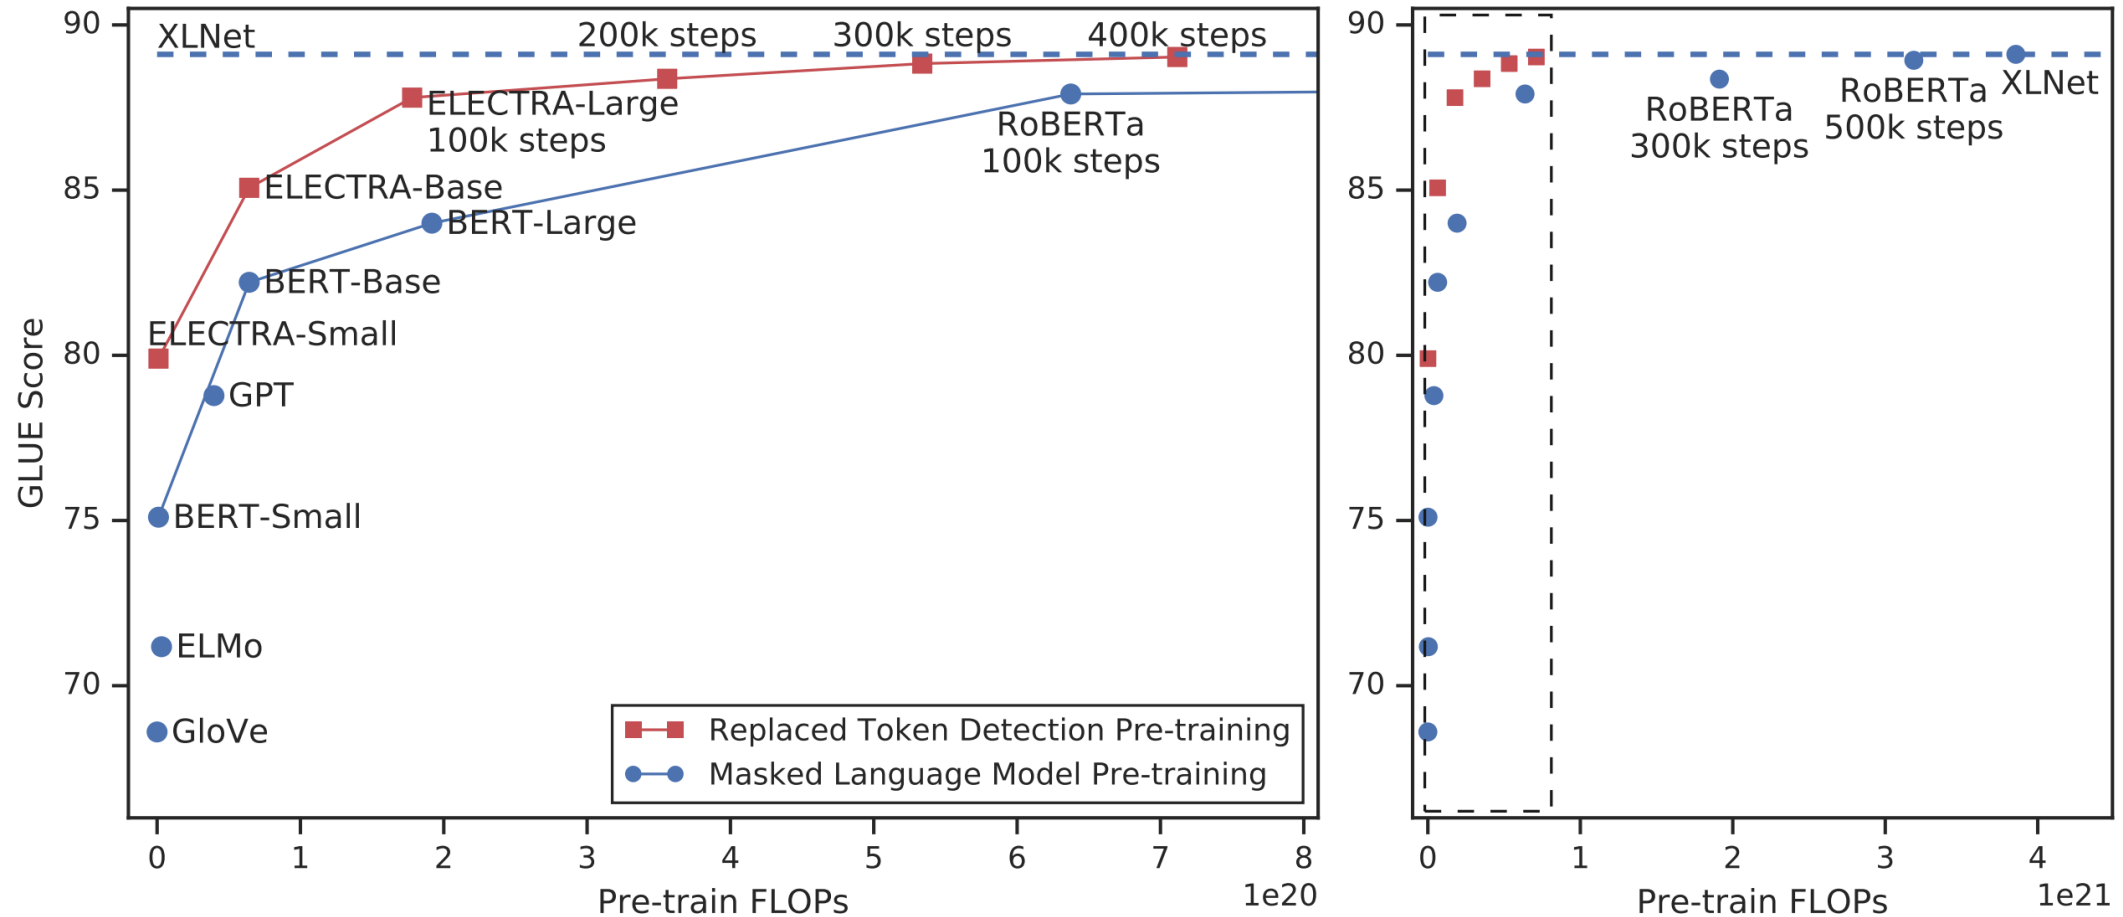 90
XLNet
200k steps
300k steps
400k steps
ELECTRA-Large
100k steps
RoBERTa
100k steps
85
ELECTRA-Base
BERT-Large
BERT-Base
ELECTRA-Small
80
GPT
75
BERT-Small
ELMo
70
GloVe
GLUE Score
Replaced Token Detection Pre-training
Masked Language Model Pre-training
0 1 2 3 4 5 6 7 8
1e20
Pre-train FLOPs
90
XLNet
RoBERTa
500k steps
RoBERTa
300k steps
85
80
75
70
0 1 2 3 4
1e21
Pre-train FLOPs